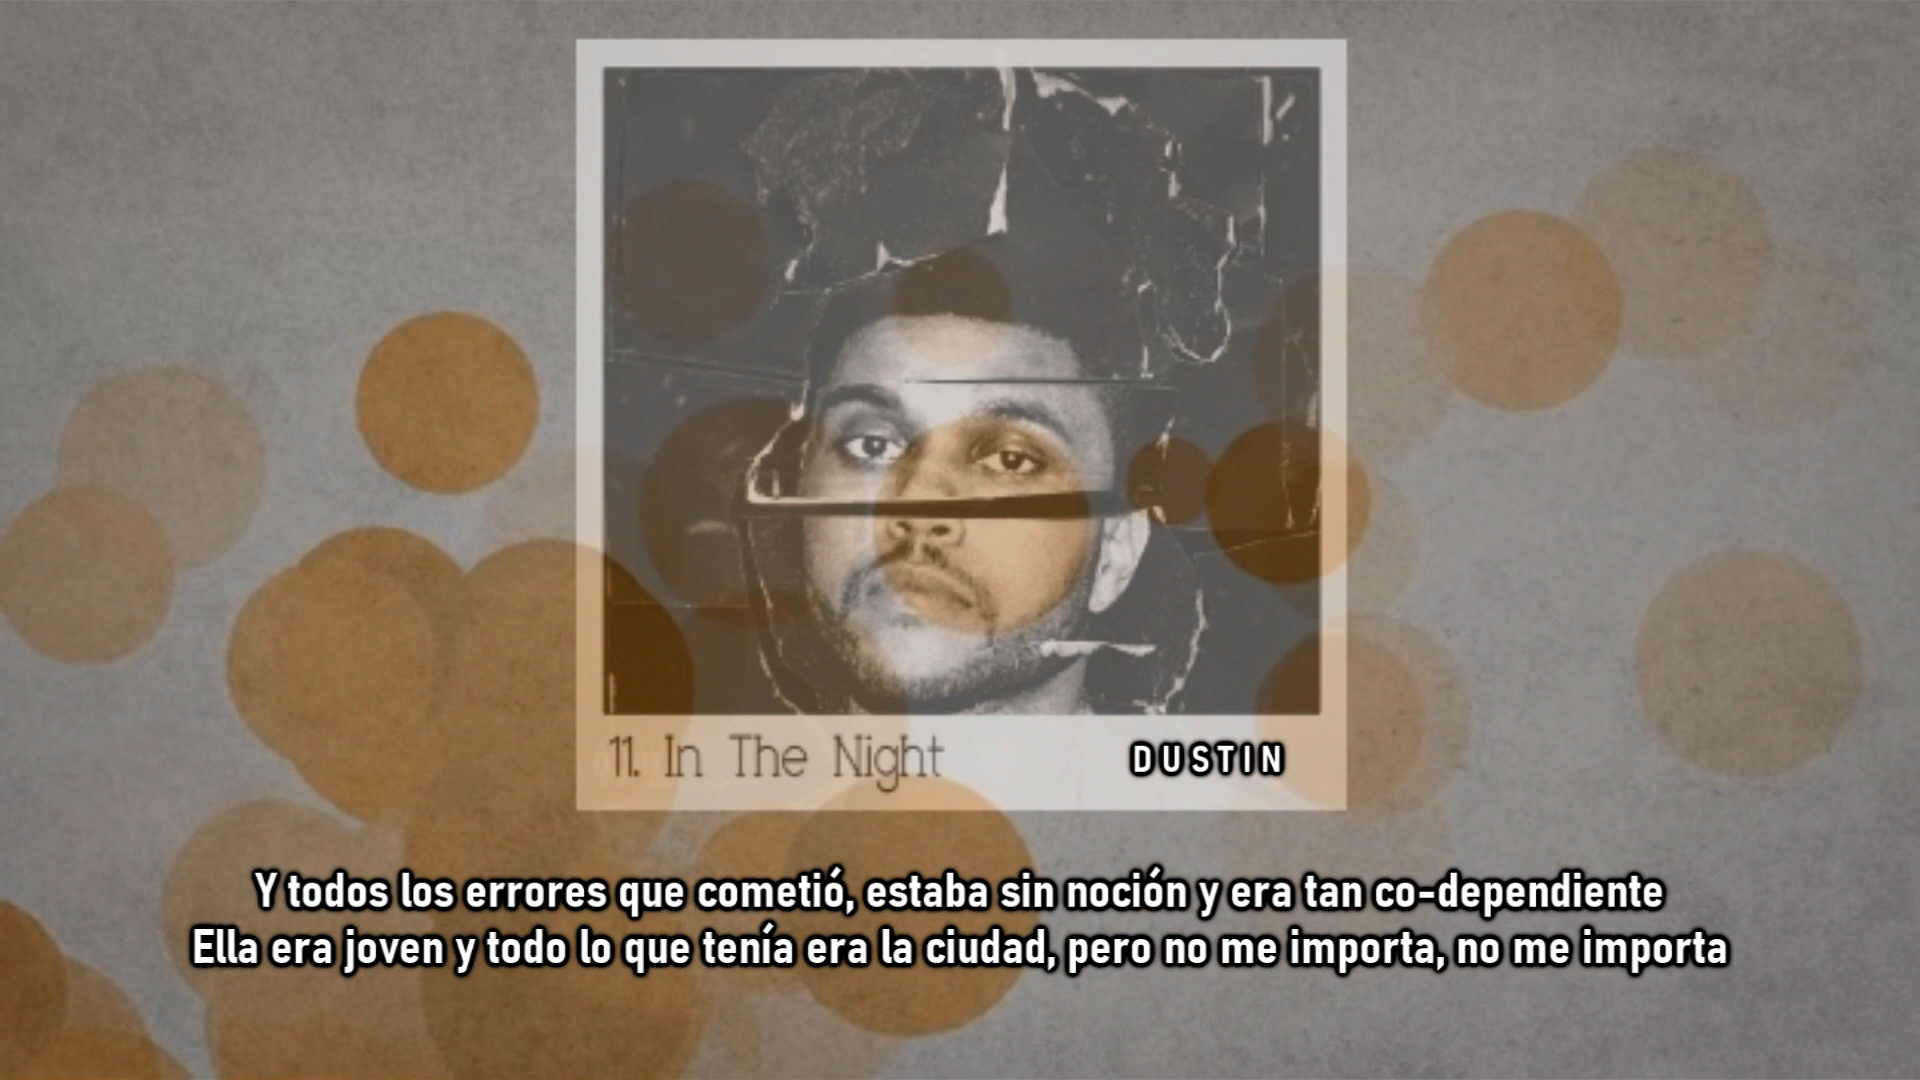 11. In The Night
DUSTIN
Y todos los errores que cometió, estaba sin noción y era tan co-dependiente
Ella era joven y todo lo que tenía era la ciudad, pero no me importa, no me importa